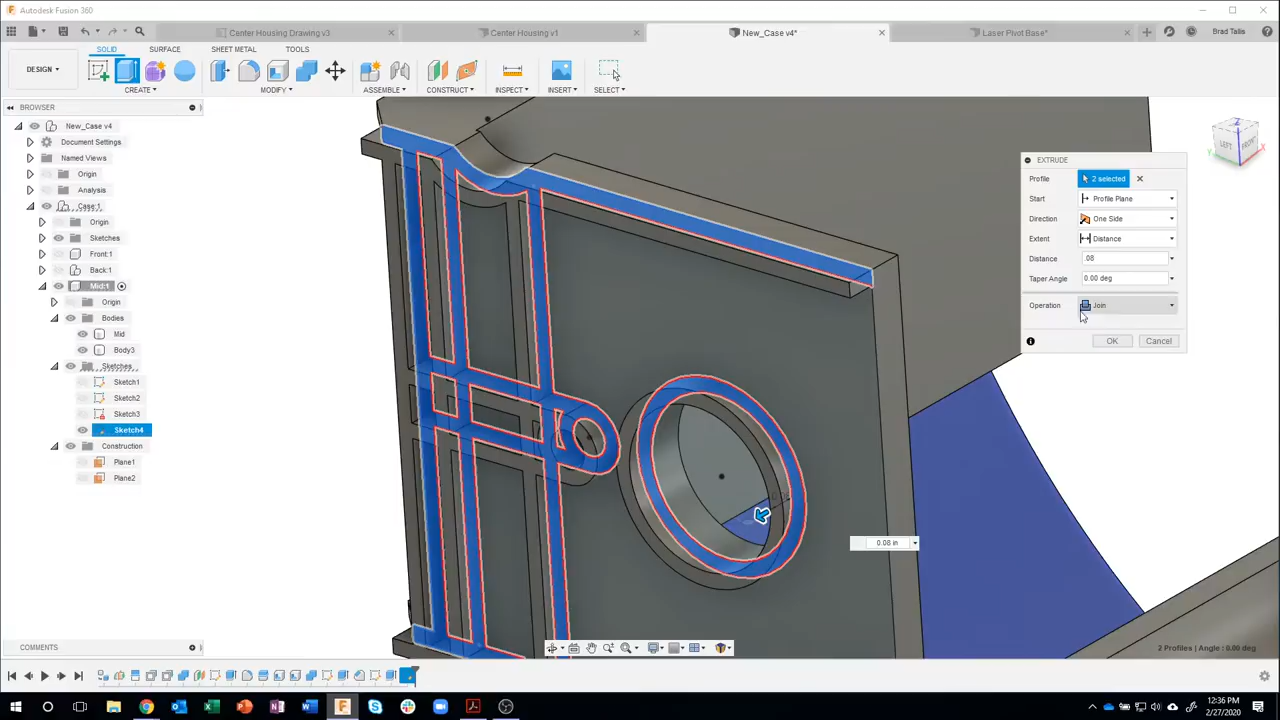 Autodesk Fusion 360
Center Housing Drawing v3
Center Housing v1
New_Case v4*
Laser Pivot Base*
Brad Tallis
DESIGN
SOLID
SURFACE
SHEET METAL
TOOLS
CREATE
MODIFY
ASSEMBLE
CONSTRUCT
INSPECT
INSERT
SELECT
BROWSER
New_Case v4
Document Settings
Named Views
Origin
Analysis
Case:1
Origin
Sketches
Front:1
Back:1
Mid:1
Origin
Bodies
Mid
Body3
Sketches
Sketch1
Sketch2
Sketch3
Sketch4
Construction
Plane1
Plane2
LEFT
FRONT
Z
Y
X
EXTRUDE
Profile 2 selected
Start Profile Plane
Direction One Side
Extent Distance
Distance .08
Taper Angle 0.00 deg
Operation Join
OK Cancel
0.08 in
COMMENTS
2 Profiles | Angle : 0.00 deg
12:36 PM
2/27/2020